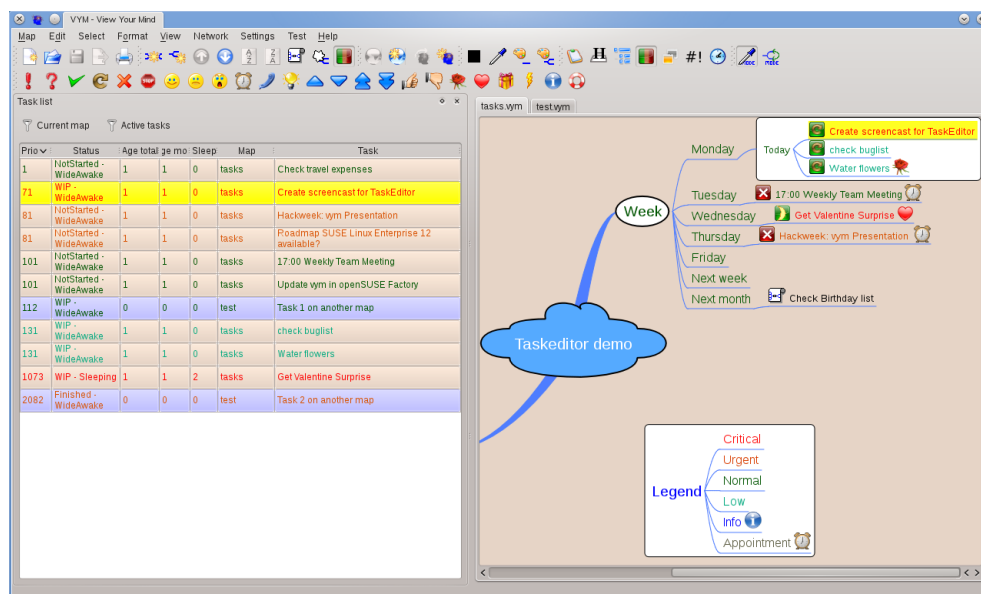 VYM - View Your Mind
Map Edit Select Format View Network Settings Test Help
A Z
Z A
H
#!
Task list
Current map Active tasks
tasks.vym test.vym
Prio Status Age total ge mo Sleep Map Task
1 NotStarted - WideAwake 1 1 0 tasks Check travel expenses
71 WIP - WideAwake 1 1 0 tasks Create screencast for TaskEditor
81 NotStarted - WideAwake 1 1 0 tasks Hackweek: vym Presentation
81 NotStarted - WideAwake 1 1 0 tasks Roadmap SUSE Linux Enterprise 12 available?
101 NotStarted - WideAwake 1 1 0 tasks 17:00 Weekly Team Meeting
101 NotStarted - WideAwake 1 1 0 tasks Update vym in openSUSE Factory
112 WIP - WideAwake 0 0 0 test Task 1 on another map
131 WIP - WideAwake 1 1 0 tasks check buglist
131 WIP - WideAwake 1 1 0 tasks Water flowers
1073 WIP - Sleeping 1 1 2 tasks Get Valentine Surprise
2082 Finished - WideAwake 0 0 0 test Task 2 on another map
Taskeditor demo
Week
Monday
Today
Create screencast for TaskEditor
check buglist
Water flowers
Tuesday 17:00 Weekly Team Meeting
Wednesday Get Valentine Surprise
Thursday Hackweek: vym Presentation
Friday
Next week
Next month Check Birthday list
Legend
Critical
Urgent
Normal
Low
Info
Appointment